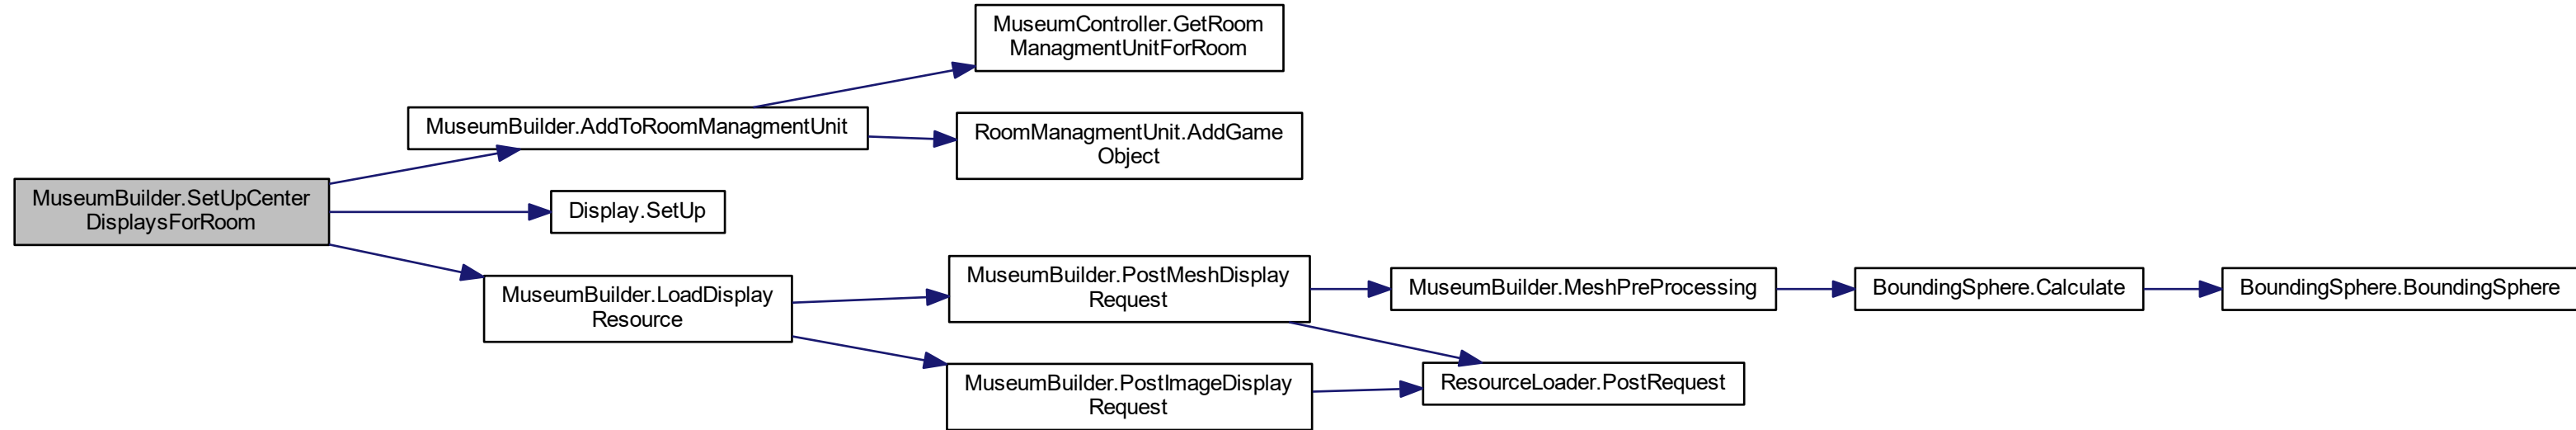 MuseumController.GetRoom
ManagmentUnitForRoom
MuseumBuilder.AddToRoomManagmentUnit
RoomManagmentUnit.AddGame
Object
MuseumBuilder.SetUpCenter
DisplaysForRoom
Display.SetUp
MuseumBuilder.LoadDisplay
Resource
MuseumBuilder.PostMeshDisplay
Request
MuseumBuilder.MeshPreProcessing
BoundingSphere.Calculate
BoundingSphere.BoundingSphere
MuseumBuilder.PostImageDisplay
Request
ResourceLoader.PostRequest